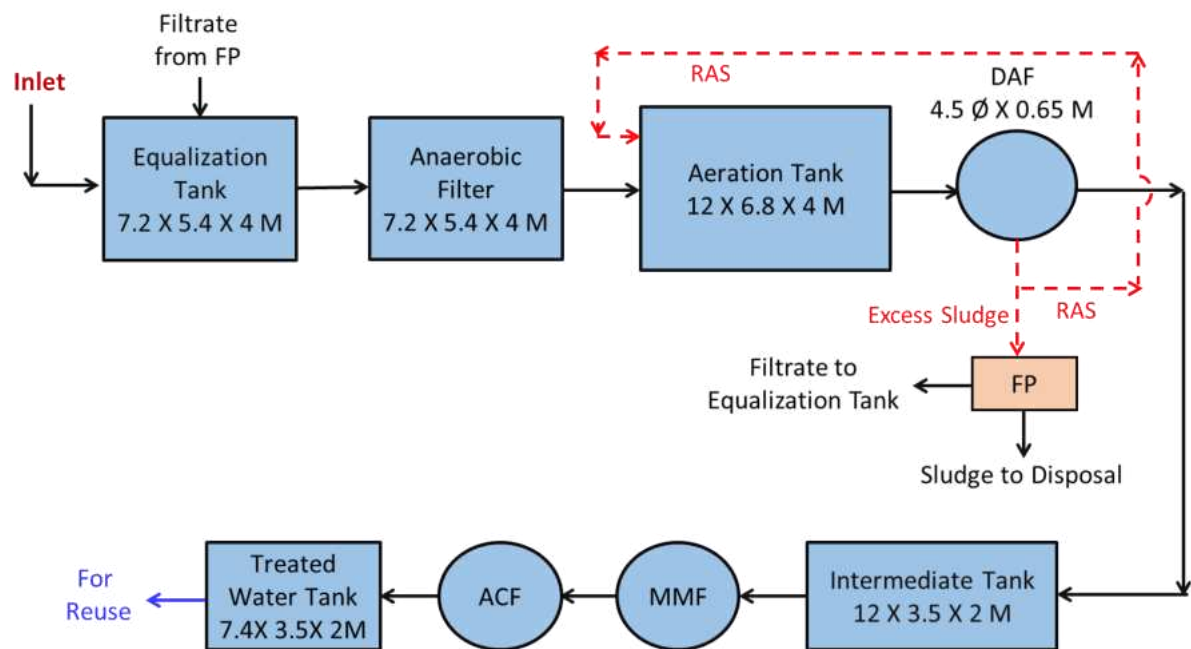 Filtrate
from FP
Inlet
RAS
DAF
4.5 Ø X 0.65 M
Equalization
Tank
7.2 X 5.4 X 4 M
Anaerobic
Filter
7.2 X 5.4 X 4 M
Aeration Tank
12 X 6.8 X 4 M
Excess Sludge
RAS
Filtrate to
Equalization Tank
FP
Sludge to Disposal
For
Reuse
Treated
Water Tank
7.4X 3.5X 2M
ACF
MMF
Intermediate Tank
12 X 3.5 X 2 M